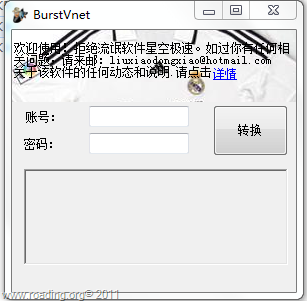 BurstVnet
欢迎使用！拒绝流氓软件星空极速。如过你有任何相
关问题，请来邮：liuxiaodongxiao@hotmail.com
关于该软件的任何动态和说明.请点击 详情
账号：
密码：
转换
www.roading.org© 2011